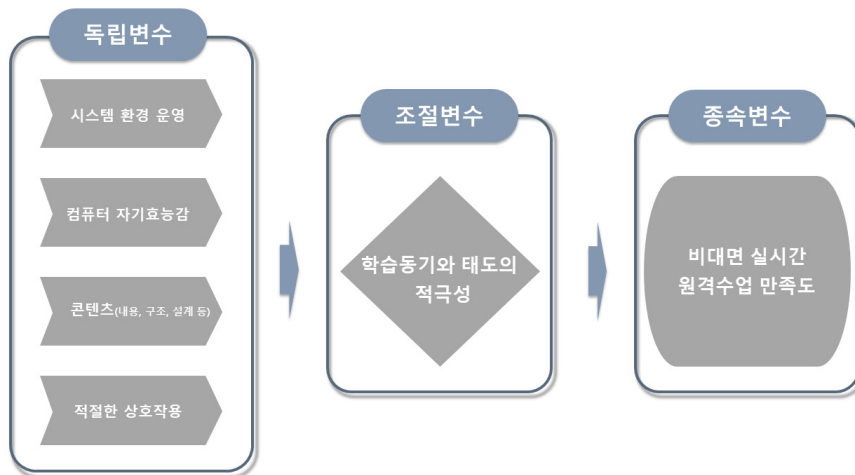 독립변수
시스템 환경 운영
컴퓨터 자기효능감
콘텐츠(내용, 구조, 설계 등)
적절한 상호작용
조절변수
학습동기와 태도의
적극성
종속변수
비대면 실시간
원격수업 만족도